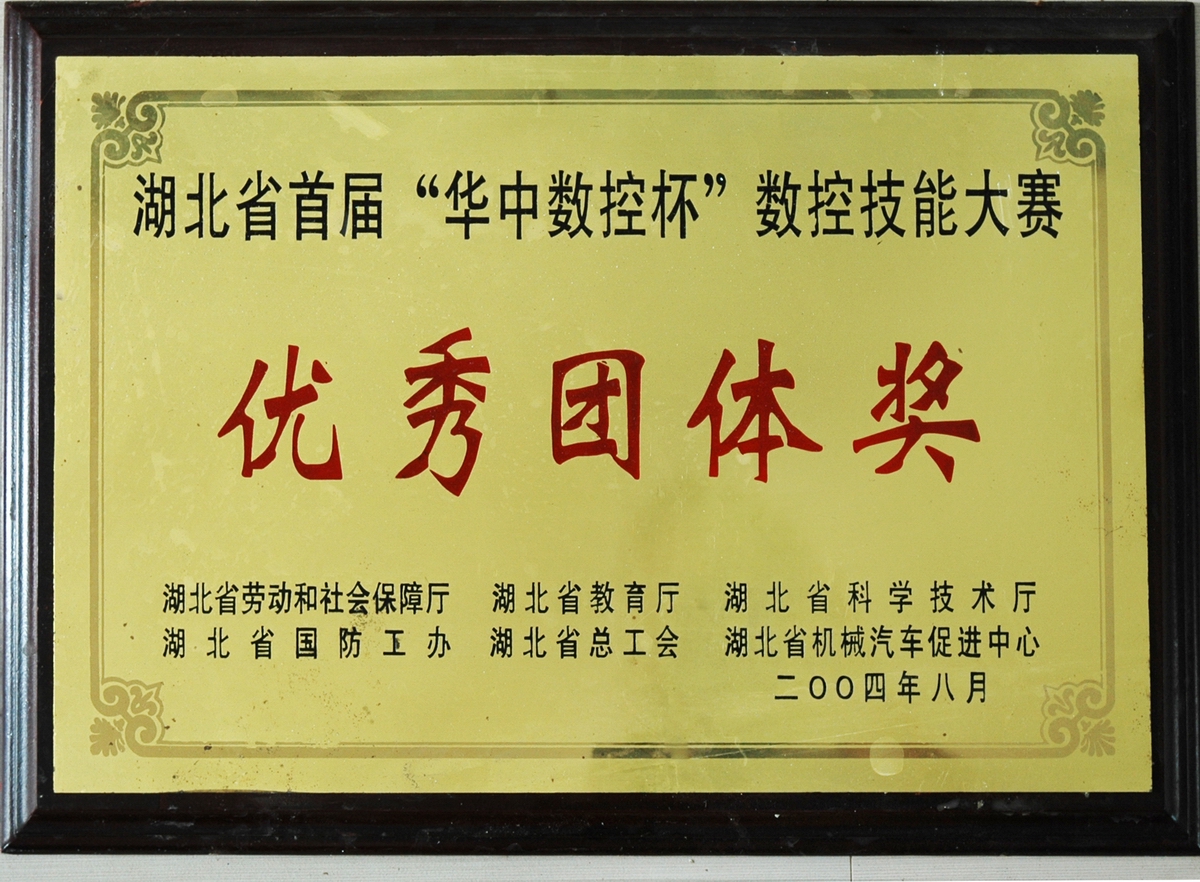 湖北省首届“华中数控杯”数控技能大赛
优秀团体奖
湖北省劳动和社会保障厅 湖北省教育厅 湖北省科学技术厅
湖北省国防工办 湖北省总工会 湖北省机械汽车促进中心
二〇〇四年八月